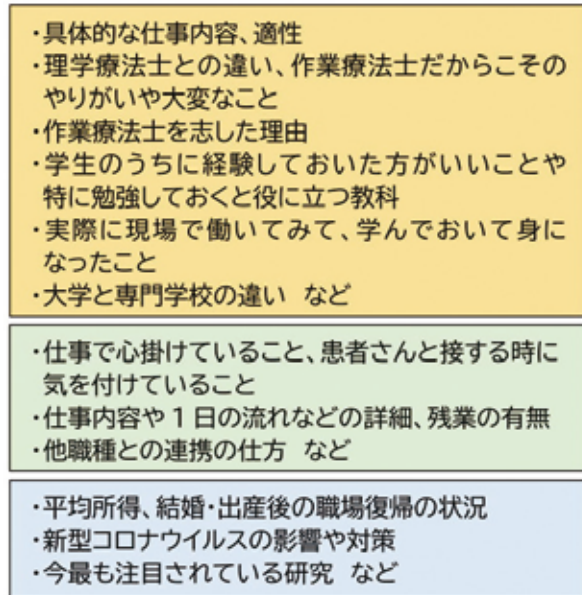 ・具体的な仕事内容、適性
・理学療法士との違い、作業療法士だからこその
やりがいや大変なこと
・作業療法士を志した理由
・学生のうちに経験しておいた方がいいことや
特に勉強しておくと役に立つ教科
・実際に現場で働いてみて、学んでおいて身に
なったこと
・大学と専門学校の違い など
・仕事で心掛けていること、患者さんと接する時に
気を付けていること
・仕事内容や1日の流れなどの詳細、残業の有無
・他職種との連携の仕方 など
・平均所得、結婚・出産後の職場復帰の状況
・新型コロナウイルスの影響や対策
・今最も注目されている研究 など